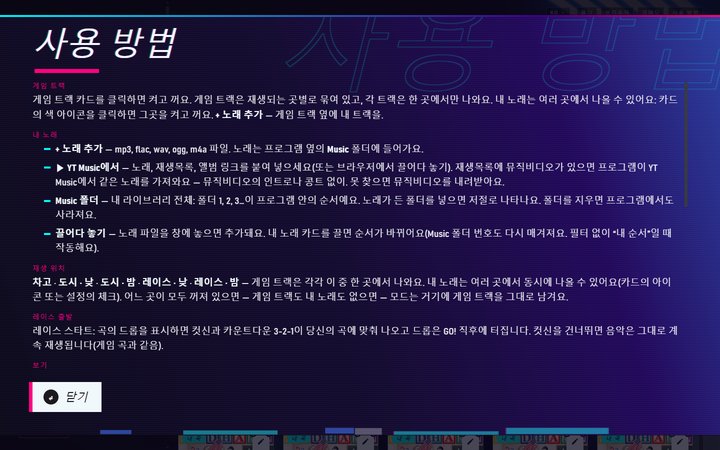 사용 방법
게임 트랙
게임 트랙 카드를 클릭하면 켜고 꺼요. 게임 트랙은 재생되는 곳별로 묶여 있고, 각 트랙은 한 곳에서만 나와요. 내 노래는 여러 곳에서 나올 수 있어요: 카드
의 색 아이콘을 클릭하면 그곳을 켜고 꺼요. + 노래 추가 — 게임 트랙 옆에 내 트랙을.
내 노래
+ 노래 추가 — mp3, flac, wav, ogg, m4a 파일. 노래는 프로그램 옆의 Music 폴더에 들어가요.
▶ YT Music에서 — 노래, 재생목록, 앨범 링크를 붙여 넣으세요(또는 브라우저에서 끌어다 놓기). 재생목록에 뮤직비디오가 있으면 프로그램이 YT
Music에서 같은 노래를 가져와요 — 뮤직비디오의 인트로나 콩트 없이. 못 찾으면 뮤직비디오를 내려받아요.
Music 폴더 — 내 라이브러리 전체: 폴더 1, 2, 3…이 프로그램 안의 순서예요. 노래가 든 폴더를 넣으면 저절로 나타나요. 폴더를 지우면 프로그램에서도
사라져요.
끌어다 놓기 — 노래 파일을 창에 놓으면 추가돼요. 내 노래 카드를 끌면 순서가 바뀌어요(Music 폴더 번호도 다시 매겨져요. 필터 없이 "내 순서"일 때
작동해요).
재생 위치
차고 · 도시 · 낮 · 도시 · 밤 · 레이스 · 낮 · 레이스 · 밤 — 게임 트랙은 각각 이 중 한 곳에서 나와요. 내 노래는 여러 곳에서 동시에 나올 수 있어요(카드의 아이
콘 또는 설정의 체크). 어느 곳이 모두 꺼져 있으면 — 게임 트랙도 내 노래도 없으면 — 모드는 거기에 게임 트랙을 그대로 남겨요.
레이스 출발
레이스 스타트: 곡의 드롭을 표시하면 컷신과 카운트다운 3-2-1이 당신의 곡에 맞춰 나오고 드롭은 GO! 직후에 터집니다. 컷신을 건너뛰면 음악은 그대로 계
속 재생됩니다(게임 곡과 같음).
보기
닫기